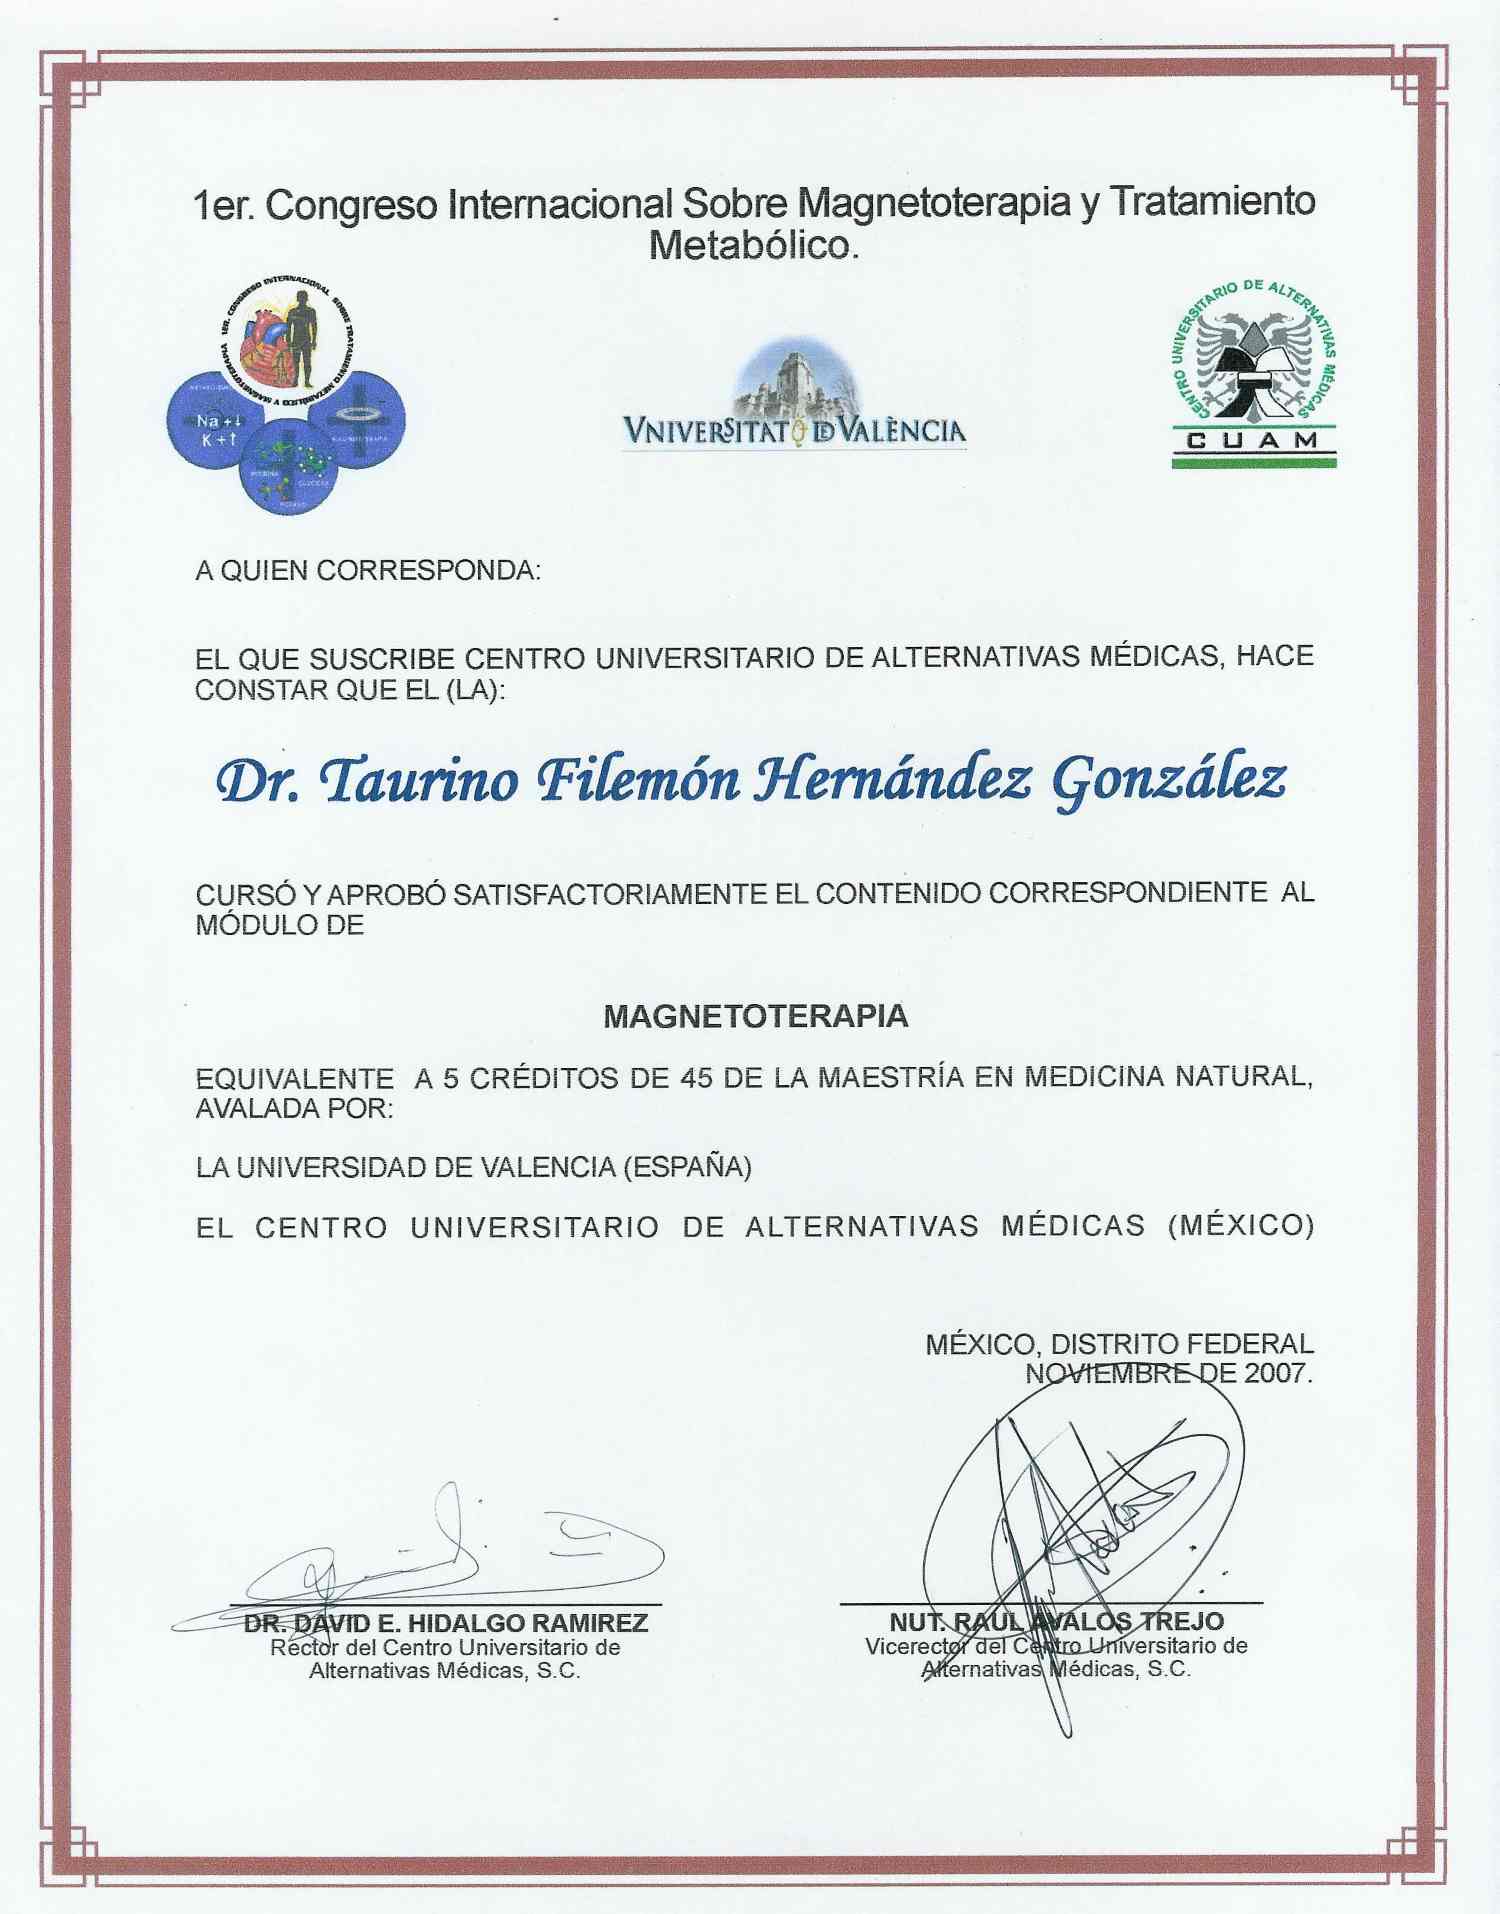 1er. Congreso Internacional Sobre Magnetoterapia y Tratamiento
Metabólico.
1ER. CONGRESO INTERNACIONAL SOBRE TRATAMIENTO METABÓLICO Y MAGNETOTERAPIA
Na +↓
K +↑
GLUCOSA
POTASIO
VNIVERSITAT DE VALÈNCIA
CENTRO UNIVERSITARIO DE ALTERNATIVAS MÉDICAS
CUAM
A QUIEN CORRESPONDA:
EL QUE SUSCRIBE CENTRO UNIVERSITARIO DE ALTERNATIVAS MÉDICAS, HACE
CONSTAR QUE EL (LA):
Dr. Taurino Filemón Hernández González
CURSÓ Y APROBÓ SATISFACTORIAMENTE EL CONTENIDO CORRESPONDIENTE AL
MÓDULO DE
MAGNETOTERAPIA
EQUIVALENTE A 5 CRÉDITOS DE 45 DE LA MAESTRÍA EN MEDICINA NATURAL,
AVALADA POR:
LA UNIVERSIDAD DE VALENCIA (ESPAÑA)
EL CENTRO UNIVERSITARIO DE ALTERNATIVAS MÉDICAS (MÉXICO)
MÉXICO, DISTRITO FEDERAL
NOVIEMBRE DE 2007.
DR. DAVID E. HIDALGO RAMIREZ
Rector del Centro Universitario de
Alternativas Médicas, S.C.
NUT. RAÚL AVALOS TREJO
Vicerector del Centro Universitario de
Alternativas Médicas, S.C.